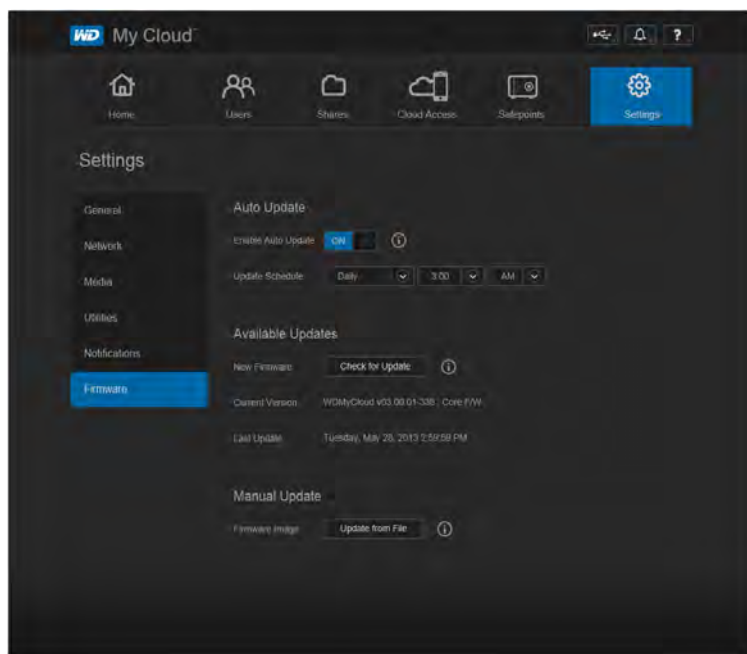 WD My Cloud™
?
Home Users Shares Cloud Access Safepoints Settings
Settings
General
Network
Media
Utilities
Notifications
Firmware
Auto Update
Enable Auto Update ON
Update Schedule Daily 3:00 AM
Available Updates
New Firmware Check for Update
Current Version WDMyCloud v03.00.01-338 : Core F/W
Last Update Tuesday, May 28, 2013 2:59:59 PM
Manual Update
Firmware Image Update from File